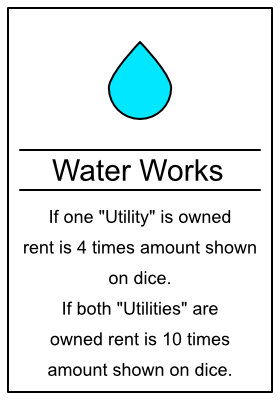 Water Works
If one "Utility" is owned
rent is 4 times amount shown
on dice.
If both "Utilities" are
owned rent is 10 times
amount shown on dice.